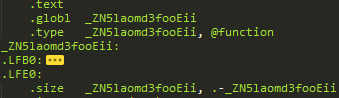 .text
.globl _ZN5laomd3fooEii
.type _ZN5laomd3fooEii, @function
_ZN5laomd3fooEii:
.LFB0:
.LFE0:
.size _ZN5laomd3fooEii, .-_ZN5laomd3fooEii